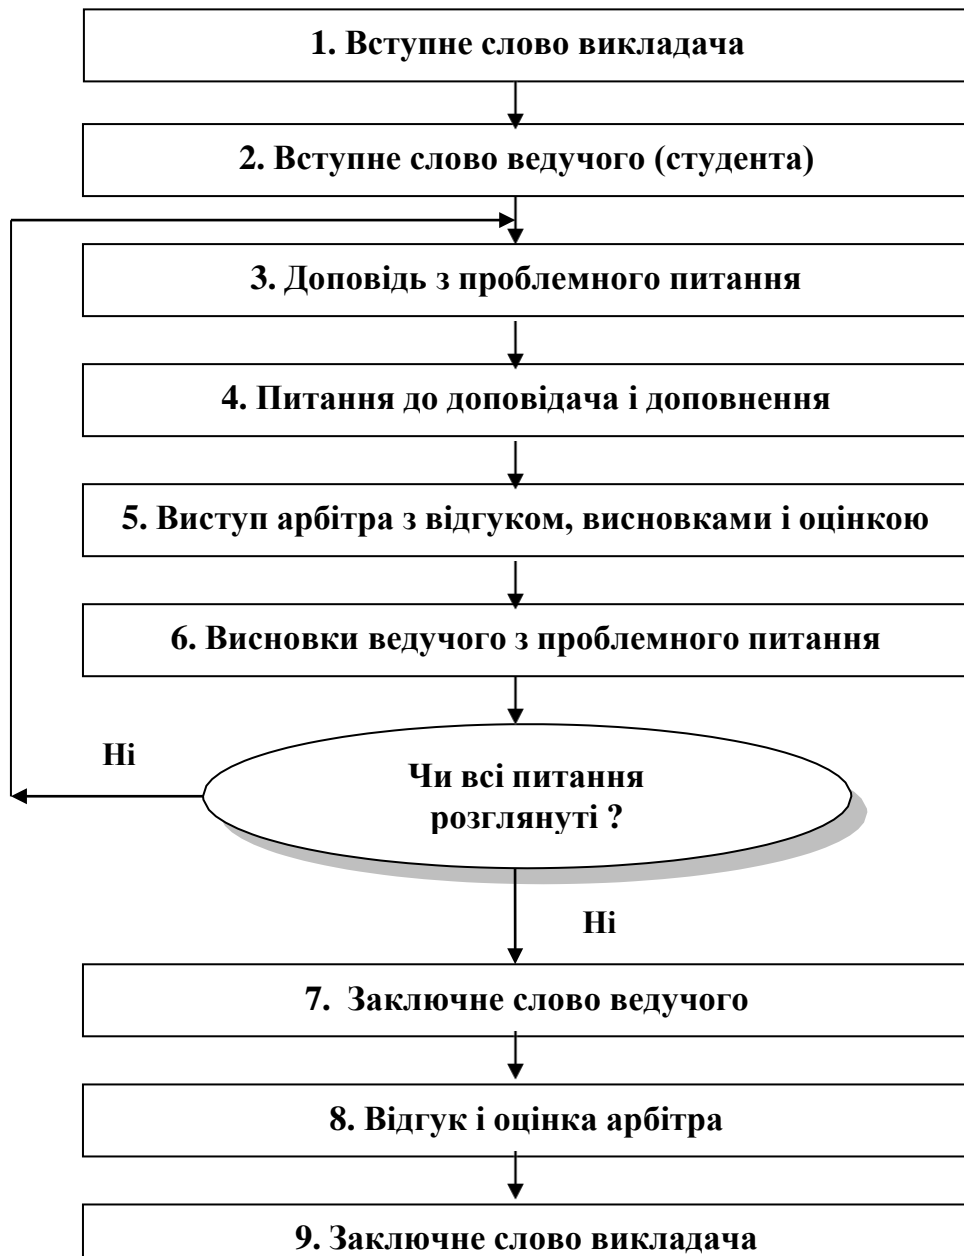 1. Вступне слово викладача
2. Вступне слово ведучого (студента)
3. Доповідь з проблемного питання
4. Питання до доповідача і доповнення
5. Виступ арбітра з відгуком, висновками і оцінкою
6. Висновки ведучого з проблемного питання
Ні
Чи всі питання
розглянуті ?
Ні
7. Заключне слово ведучого
8. Відгук і оцінка арбітра
9. Заключне слово викладача